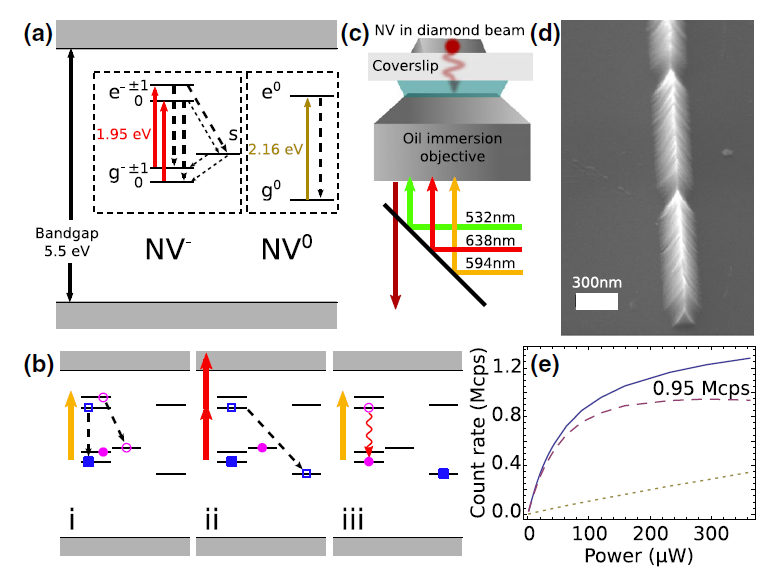 (a)
e⁻ ±1
0
1.95 eV
s
g⁻ ±1
0
e⁰
2.16 eV
g⁰
Bandgap
5.5 eV
NV⁻
NV⁰
(c)
NV in diamond beam
Coverslip
Oil immersion
objective
532nm
638nm
594nm
(d)
300nm
(b)
i
ii
iii
(e)
Count rate (Mcps)
1.2
0.8
0.4
0.0
0.95 Mcps
0
100
200
300
Power (μW)